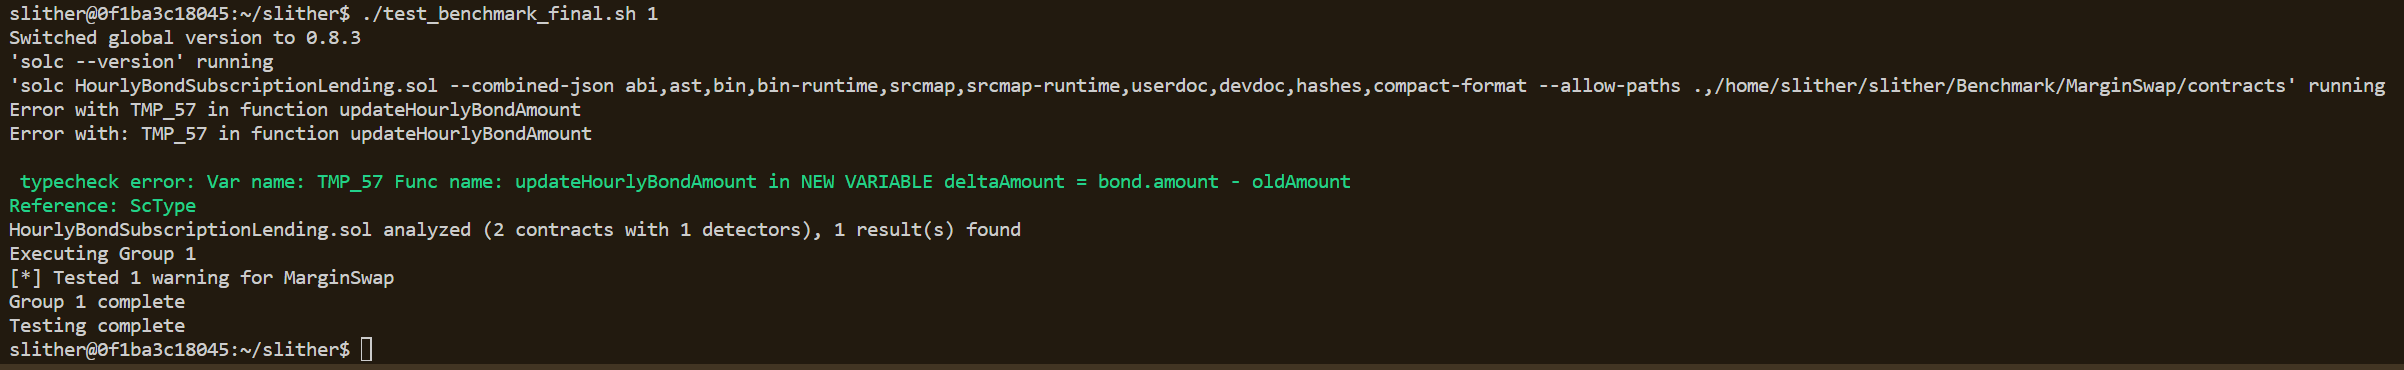 slither@0f1ba3c18045:~/slither$ ./test_benchmark_final.sh 1
Switched global version to 0.8.3
'solc --version' running
'solc HourlyBondSubscriptionLending.sol --combined-json abi,ast,bin,bin-runtime,srcmap,srcmap-runtime,userdoc,devdoc,hashes,compact-format --allow-paths .,/home/slither/slither/Benchmark/MarginSwap/contracts' running
Error with TMP_57 in function updateHourlyBondAmount
Error with: TMP_57 in function updateHourlyBondAmount
typecheck error: Var name: TMP_57 Func name: updateHourlyBondAmount in NEW VARIABLE deltaAmount = bond.amount - oldAmount
Reference: ScType
HourlyBondSubscriptionLending.sol analyzed (2 contracts with 1 detectors), 1 result(s) found
Executing Group 1
[*] Tested 1 warning for MarginSwap
Group 1 complete
Testing complete
slither@0f1ba3c18045:~/slither$